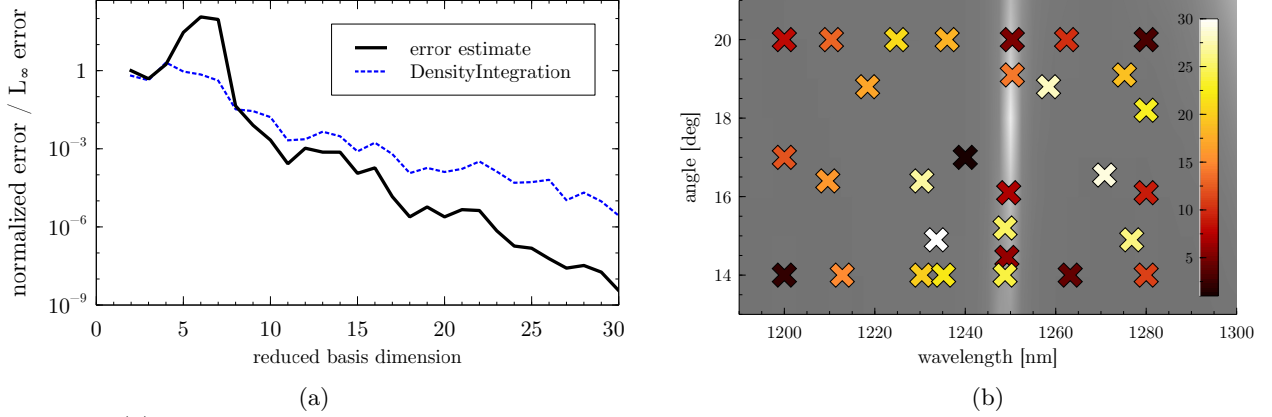 normalized error / L∞ error
1
10−3
10−6
10−9
0 5 10 15 20 25 30
reduced basis dimension
error estimate
DensityIntegration
(a)
angle [deg]
20
18
16
14
1200 1220 1240 1260 1280 1300
wavelength [nm]
30
25
20
15
10
5
(b)